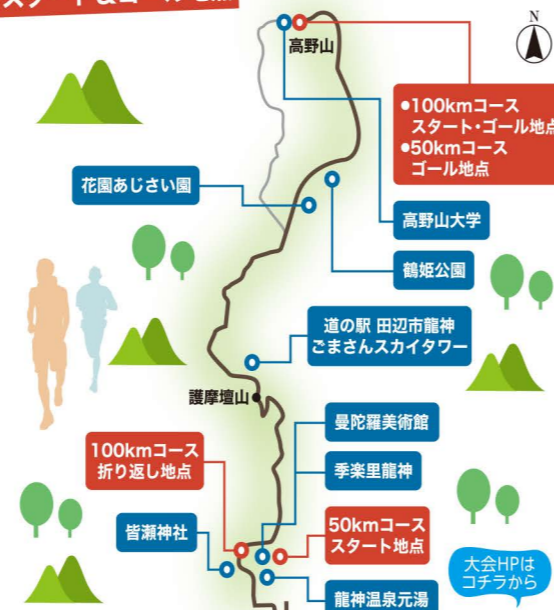 スタート&ゴール地点
N
高野山
●100kmコース
スタート・ゴール地点
●50kmコース
ゴール地点
花園あじさい園
高野山大学
鶴姫公園
道の駅 田辺市龍神
ごまさんスカイタワー
護摩壇山
曼陀羅美術館
100kmコース
折り返し地点
季楽里龍神
皆瀬神社
50kmコース
スタート地点
大会HPは
コチラから
龍神温泉元湯